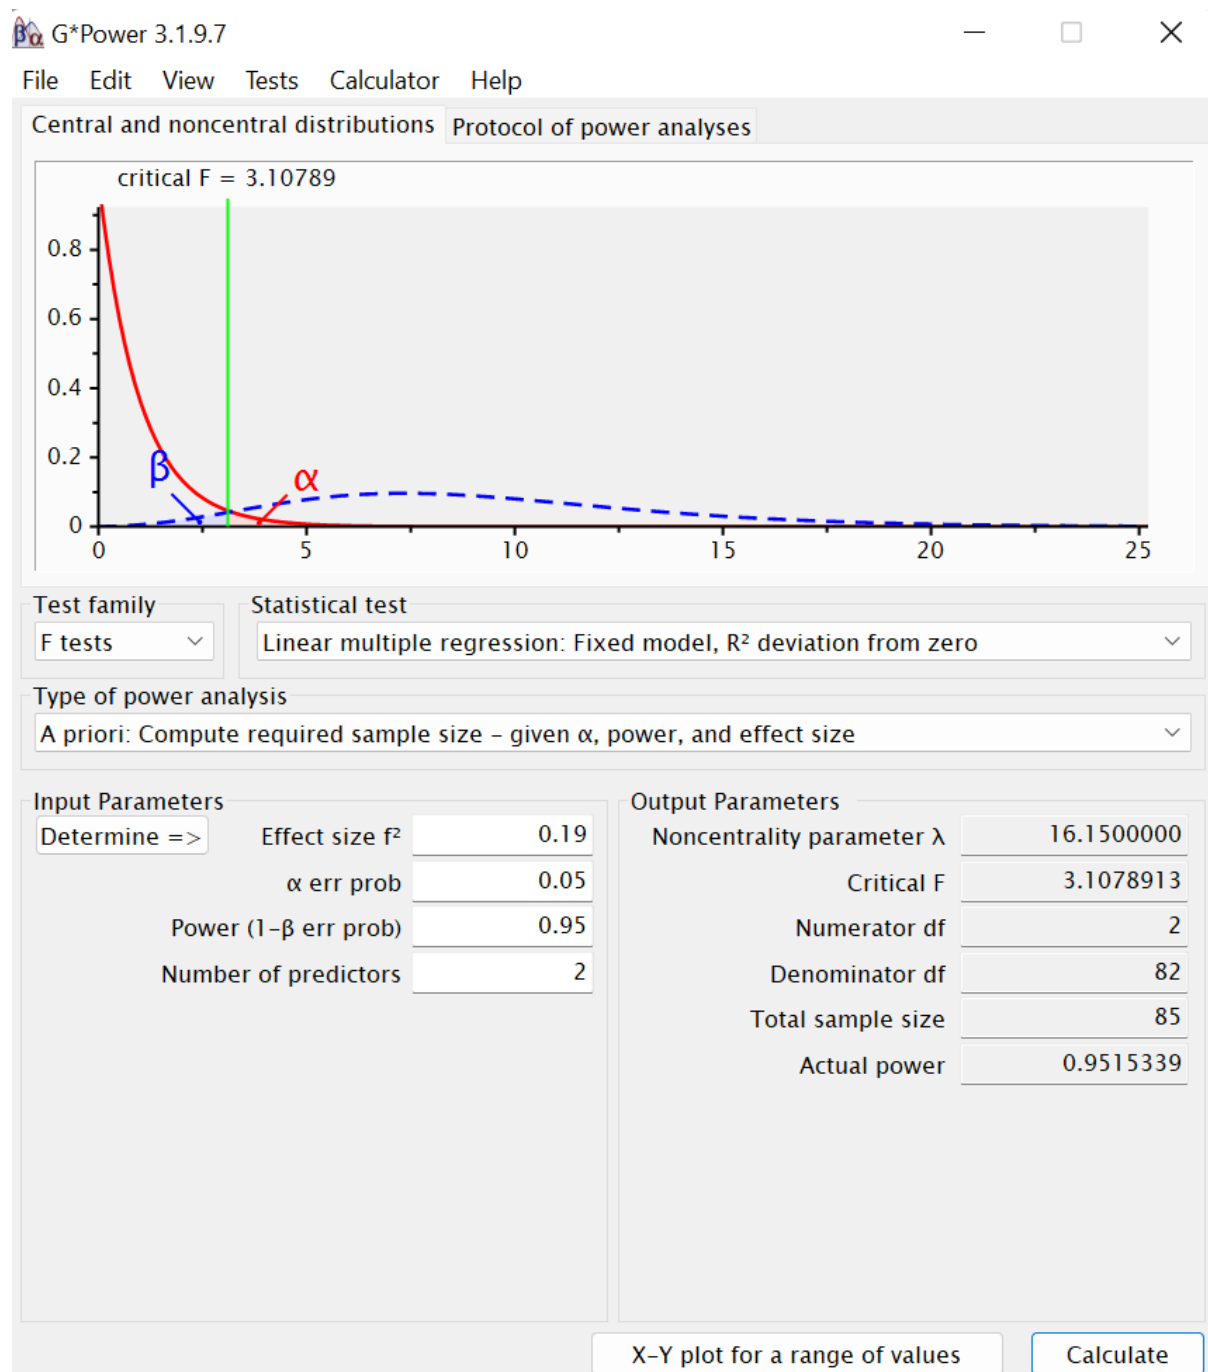 G*Power 3.1.9.7
File Edit View Tests Calculator Help
Central and noncentral distributions Protocol of power analyses
critical F = 3.10789
0.8
0.6
0.4
0.2
0
β α
0 5 10 15 20 25
Test family Statistical test
F tests Linear multiple regression: Fixed model, R² deviation from zero
Type of power analysis
A priori: Compute required sample size – given α, power, and effect size
Input Parameters Output Parameters
Determine => Effect size f² 0.19 Noncentrality parameter λ 16.1500000
α err prob 0.05 Critical F 3.1078913
Power (1–β err prob) 0.95 Numerator df 2
Number of predictors 2 Denominator df 82
Total sample size 85
Actual power 0.9515339
X–Y plot for a range of values Calculate